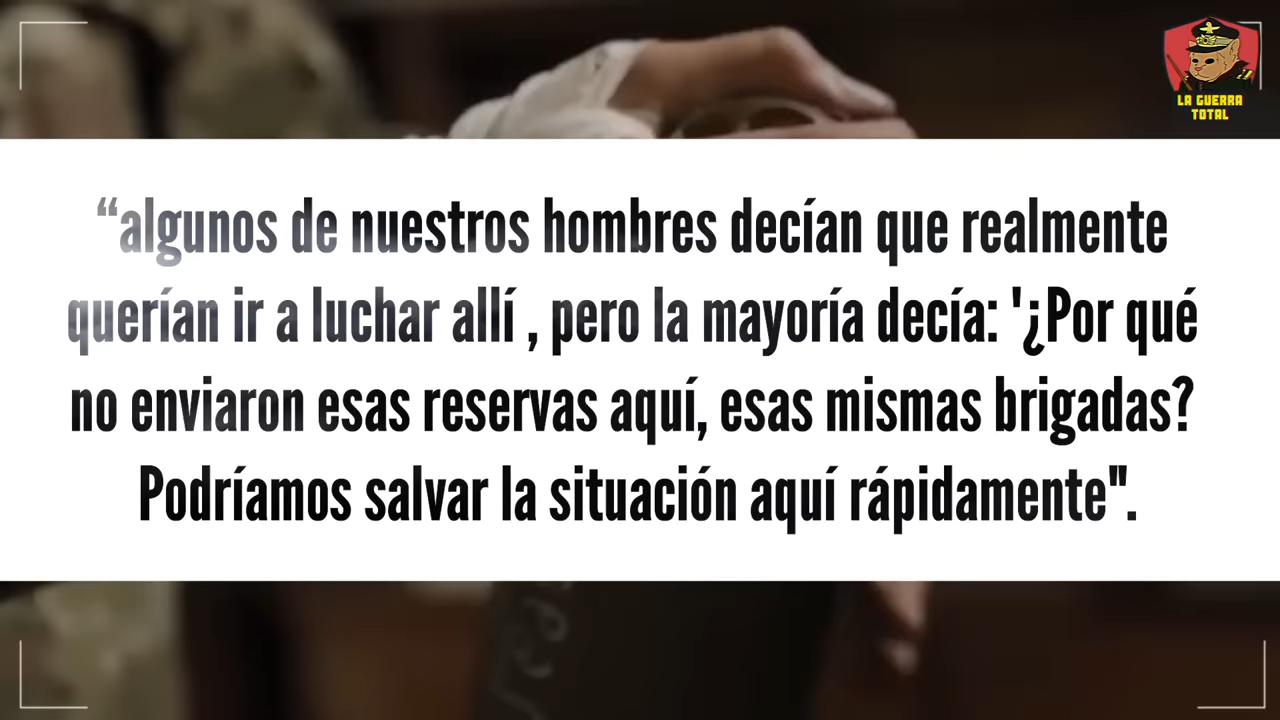 LA GUERRA
TOTAL
“algunos de nuestros hombres decían que realmente
querían ir a luchar allí , pero la mayoría decía: '¿Por qué
no enviaron esas reservas aquí, esas mismas brigadas?
Podríamos salvar la situación aquí rápidamente".